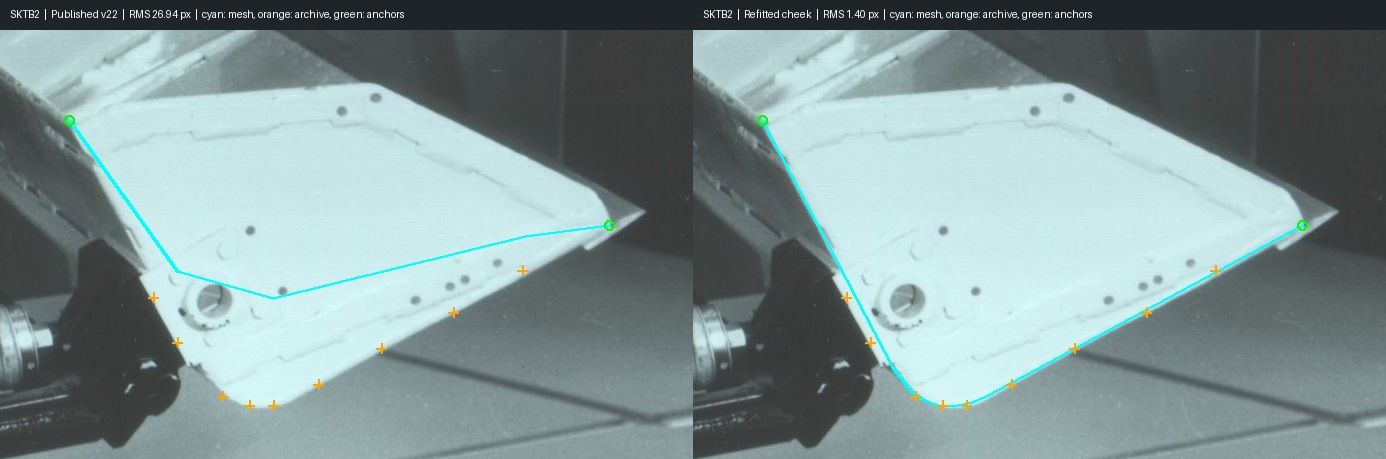 SKTB2 | Published v22 | RMS 26.94 px | cyan: mesh, orange: archive, green: anchors
SKTB2 | Refitted cheek | RMS 1.40 px | cyan: mesh, orange: archive, green: anchors